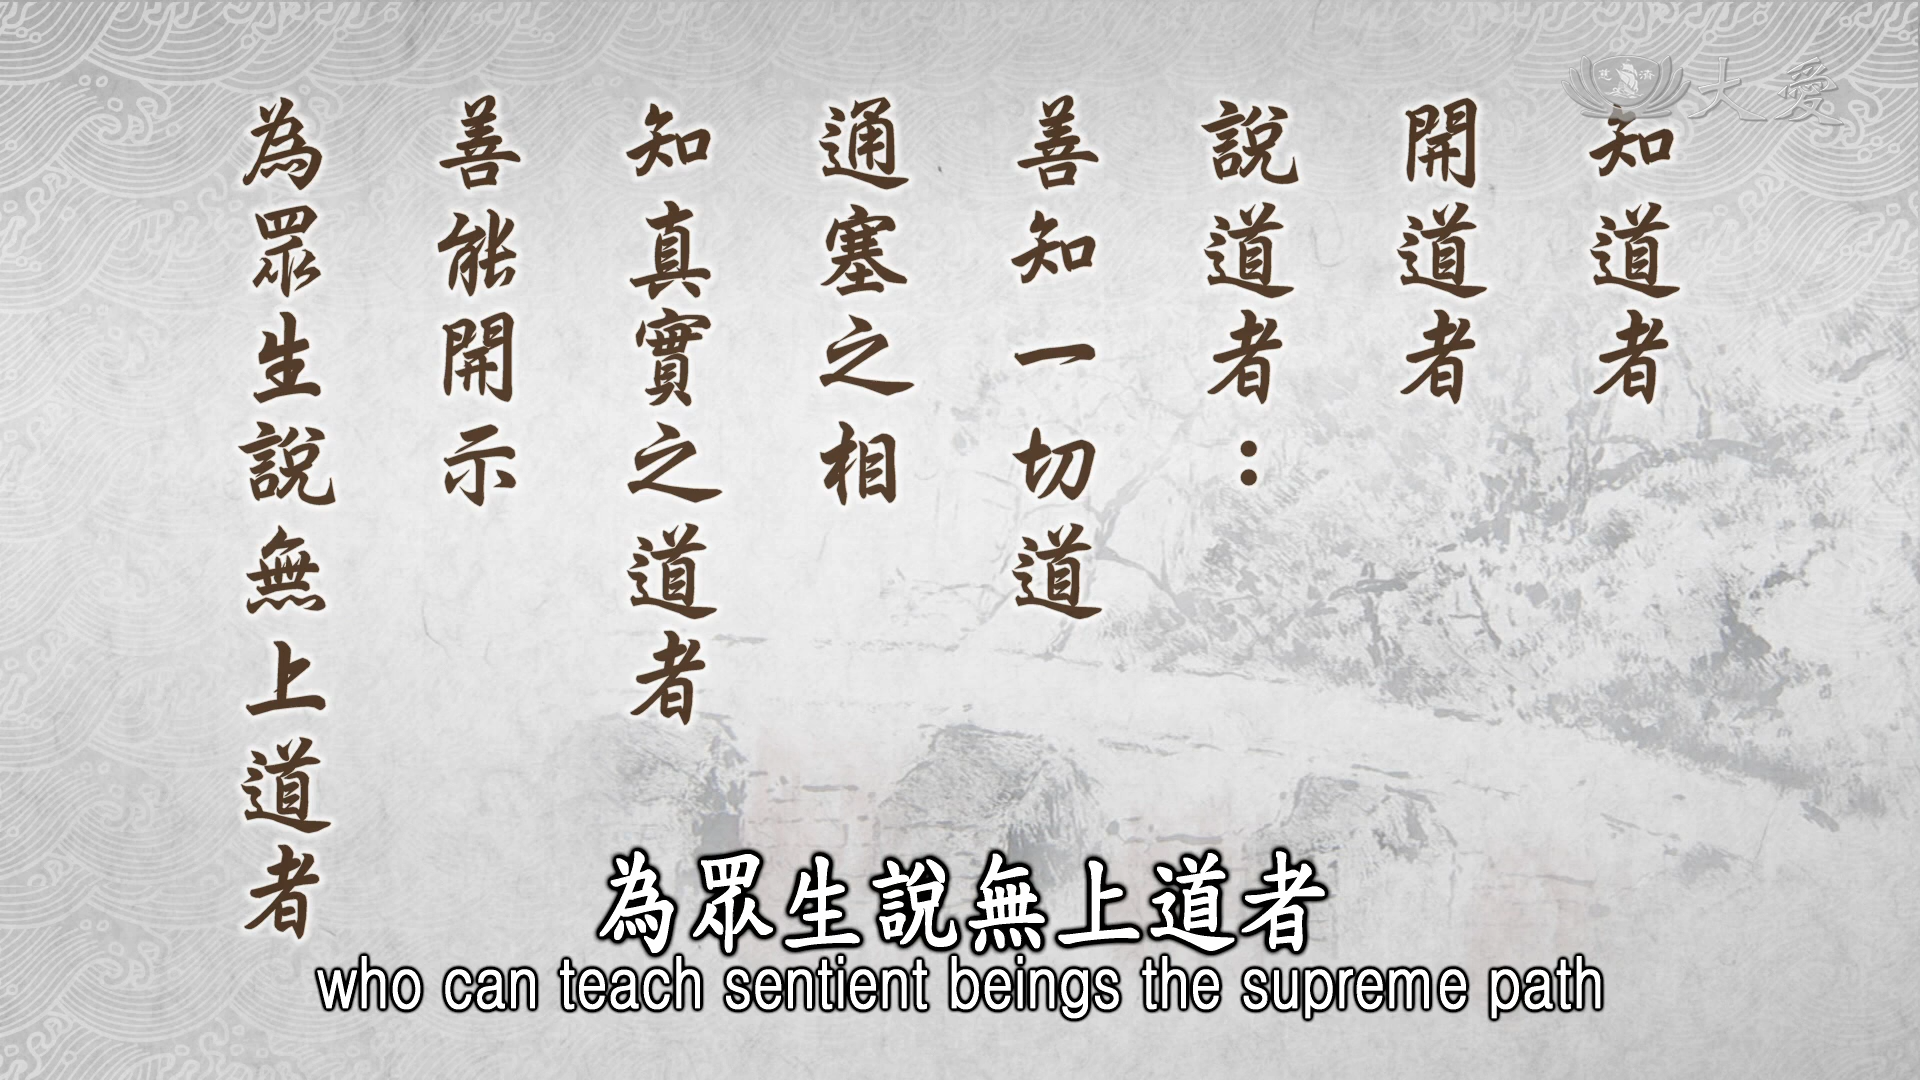 慈濟
大愛
知道者
開道者
說道者：
善知一切道
通塞之相
知真實之道者
善能開示
為眾生說無上道者
為眾生說無上道者
who can teach sentient beings the supreme path